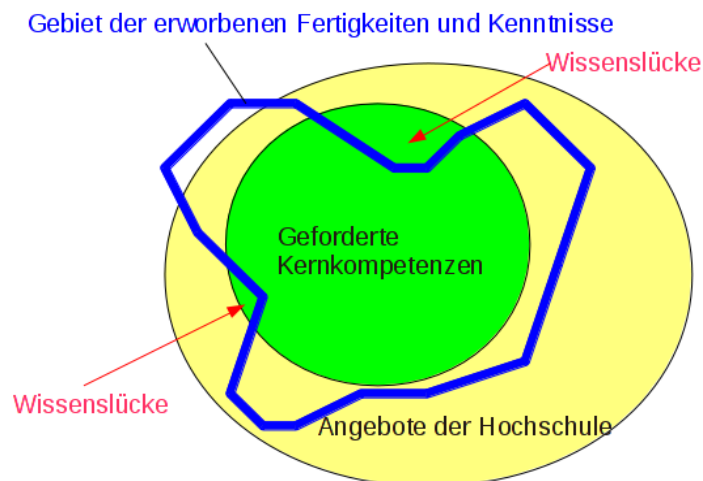 Gebiet der erworbenen Fertigkeiten und Kenntnisse
Wissenslücke
Geforderte
Kernkompetenzen
Wissenslücke
Angebote der Hochschule